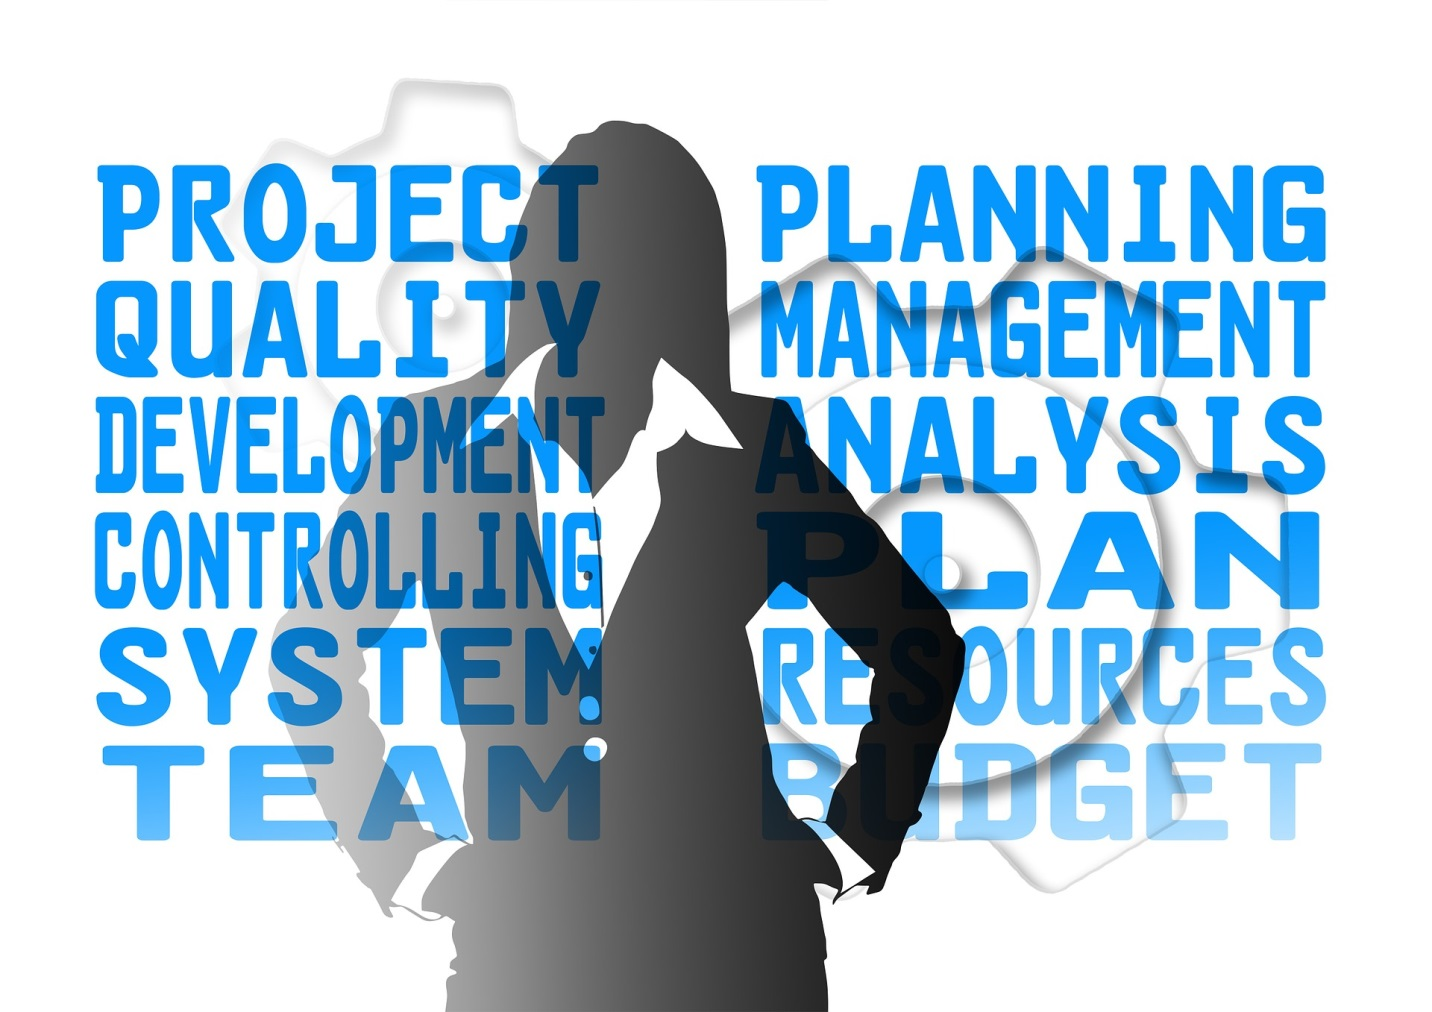 PROJECT
QUALITY
DEVELOPMENT
CONTROLLING
SYSTEM
TEAM
PLANNING
MANAGEMENT
ANALYSIS
PLAN
RESOURCES
BUDGET